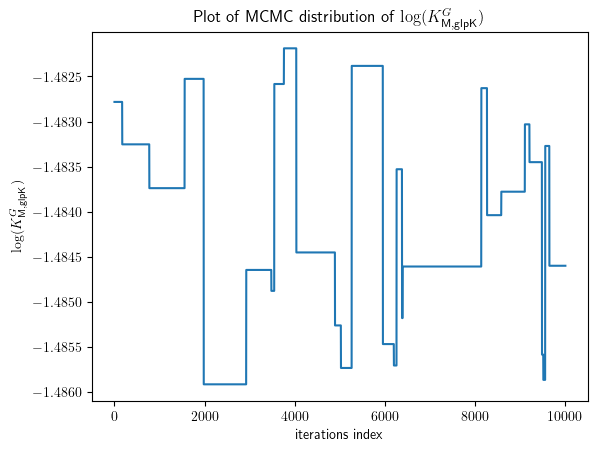 Plot of MCMC distribution of log(K^G_M,glpK)
−1.4825
−1.4830
−1.4835
−1.4840
−1.4845
−1.4850
−1.4855
−1.4860
log(K^G_M,glpK)
0 2000 4000 6000 8000 10000
iterations index